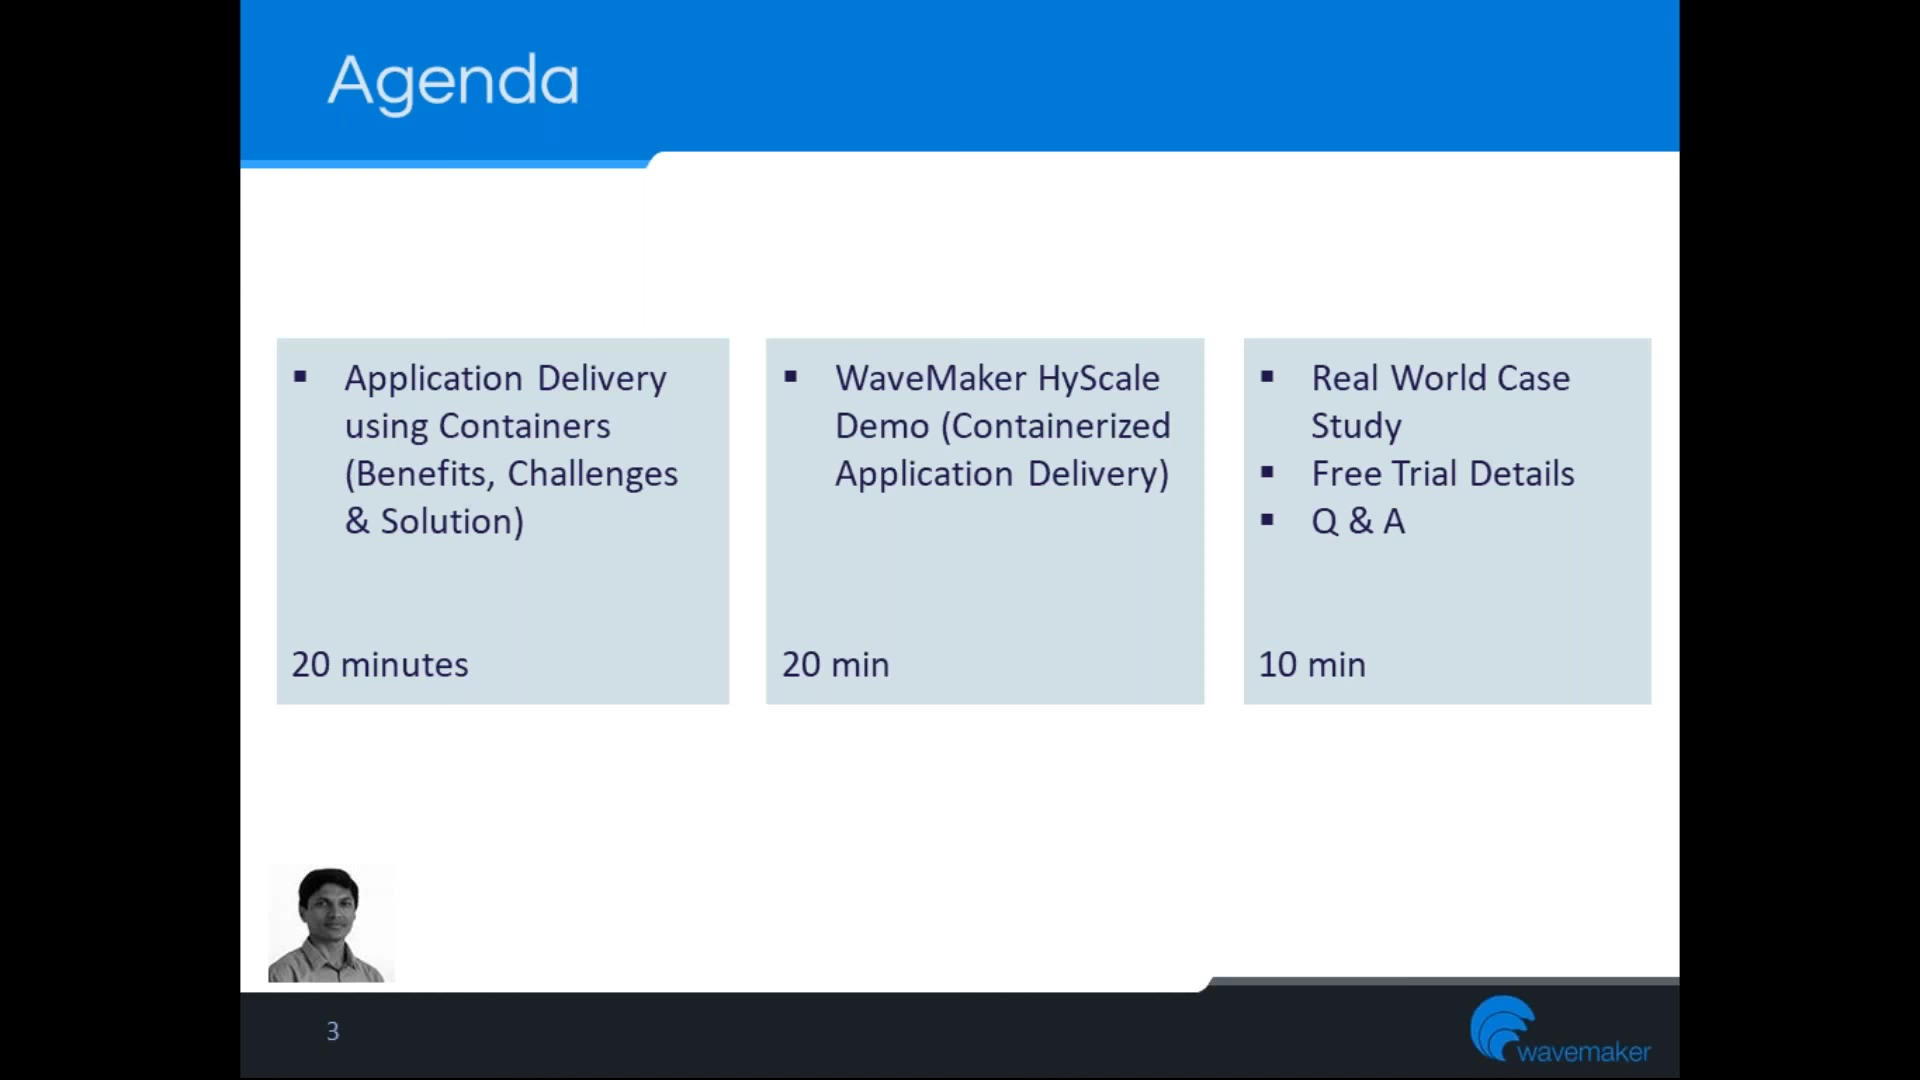 Agenda
▪ Application Delivery
using Containers
(Benefits, Challenges
& Solution)
20 minutes
▪ WaveMaker HyScale
Demo (Containerized
Application Delivery)
20 min
▪ Real World Case
Study
▪ Free Trial Details
▪ Q & A
10 min
3
wavemaker